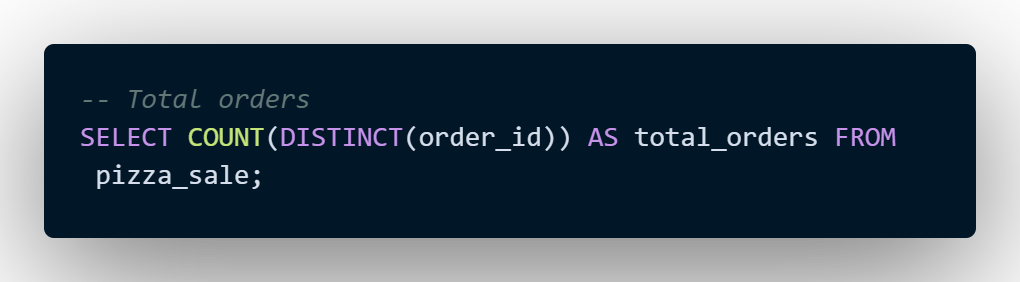 -- Total orders
SELECT COUNT(DISTINCT(order_id)) AS total_orders FROM
pizza_sale;